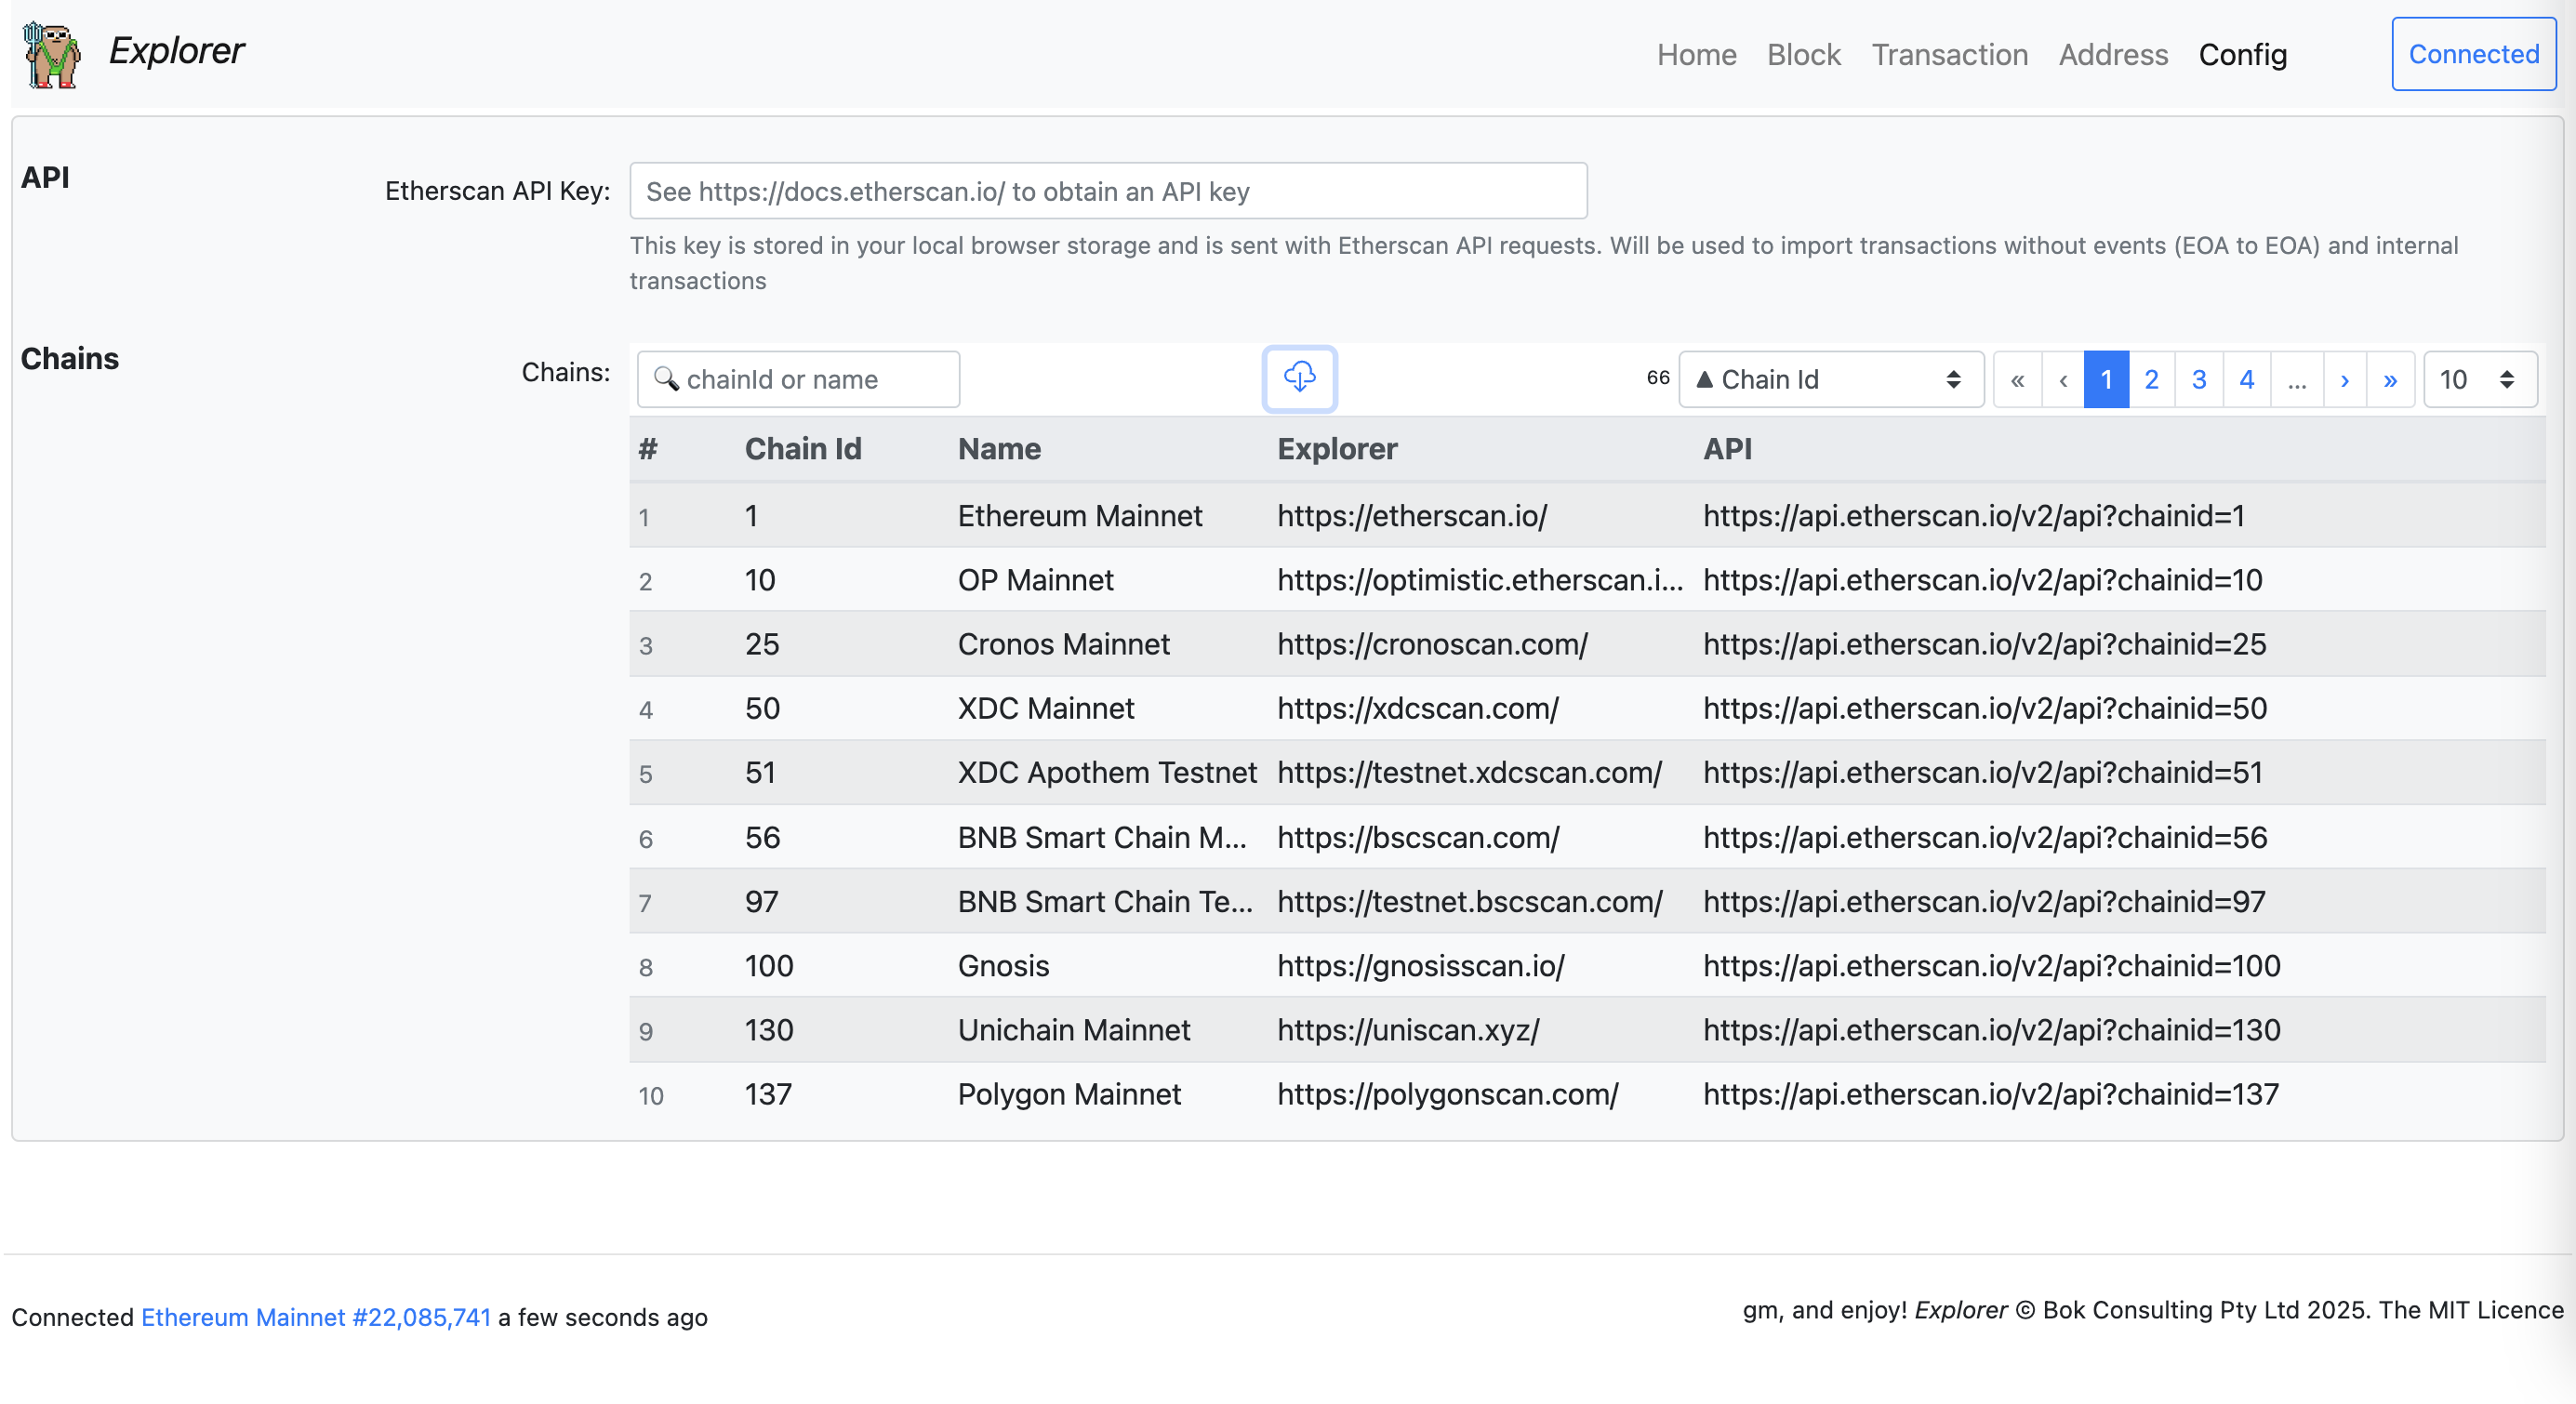 Explorer
Home Block Transaction Address Config Connected
API
Etherscan API Key: See https://docs.etherscan.io/ to obtain an API key
This key is stored in your local browser storage and is sent with Etherscan API requests. Will be used to import transactions without events (EOA to EOA) and internal
transactions
Chains
Chains: 🔍 chainId or name 66 ▲ Chain Id « ‹ 1 2 3 4 … › » 10
# Chain Id Name Explorer API
1 1 Ethereum Mainnet https://etherscan.io/ https://api.etherscan.io/v2/api?chainid=1
2 10 OP Mainnet https://optimistic.etherscan.i... https://api.etherscan.io/v2/api?chainid=10
3 25 Cronos Mainnet https://cronoscan.com/ https://api.etherscan.io/v2/api?chainid=25
4 50 XDC Mainnet https://xdcscan.com/ https://api.etherscan.io/v2/api?chainid=50
5 51 XDC Apothem Testnet https://testnet.xdcscan.com/ https://api.etherscan.io/v2/api?chainid=51
6 56 BNB Smart Chain M... https://bscscan.com/ https://api.etherscan.io/v2/api?chainid=56
7 97 BNB Smart Chain Te... https://testnet.bscscan.com/ https://api.etherscan.io/v2/api?chainid=97
8 100 Gnosis https://gnosisscan.io/ https://api.etherscan.io/v2/api?chainid=100
9 130 Unichain Mainnet https://uniscan.xyz/ https://api.etherscan.io/v2/api?chainid=130
10 137 Polygon Mainnet https://polygonscan.com/ https://api.etherscan.io/v2/api?chainid=137
Connected Ethereum Mainnet #22,085,741 a few seconds ago
gm, and enjoy! Explorer © Bok Consulting Pty Ltd 2025. The MIT Licence